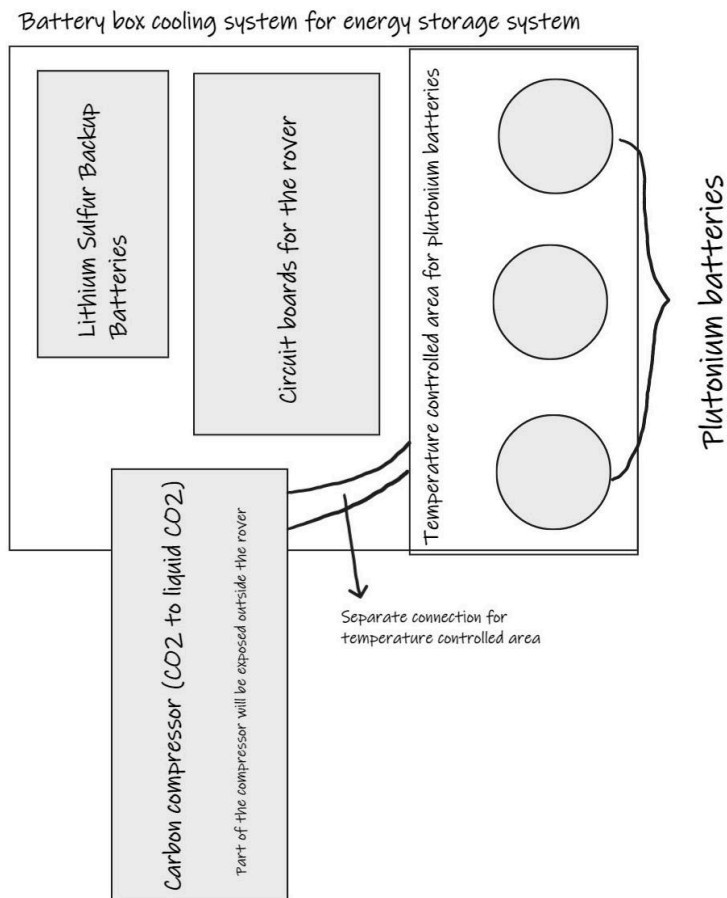 Battery box cooling system for energy storage system
Lithium Sulfur Backup
Batteries
Circuit boards for the rover
Temperature controlled area for plutonium batteries
Plutonium batteries
Carbon compressor (CO2 to liquid CO2)
Part of the compressor will be exposed outside the rover
Separate connection for
temperature controlled area